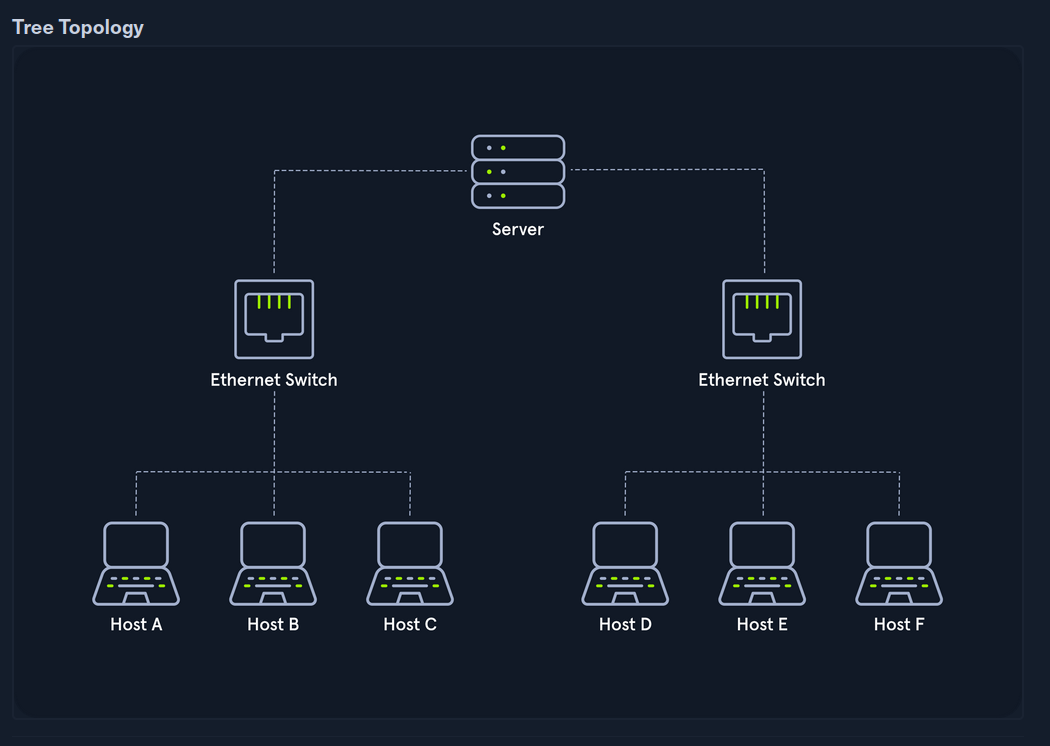 Tree Topology
Server
Ethernet Switch
Ethernet Switch
Host A
Host B
Host C
Host D
Host E
Host F